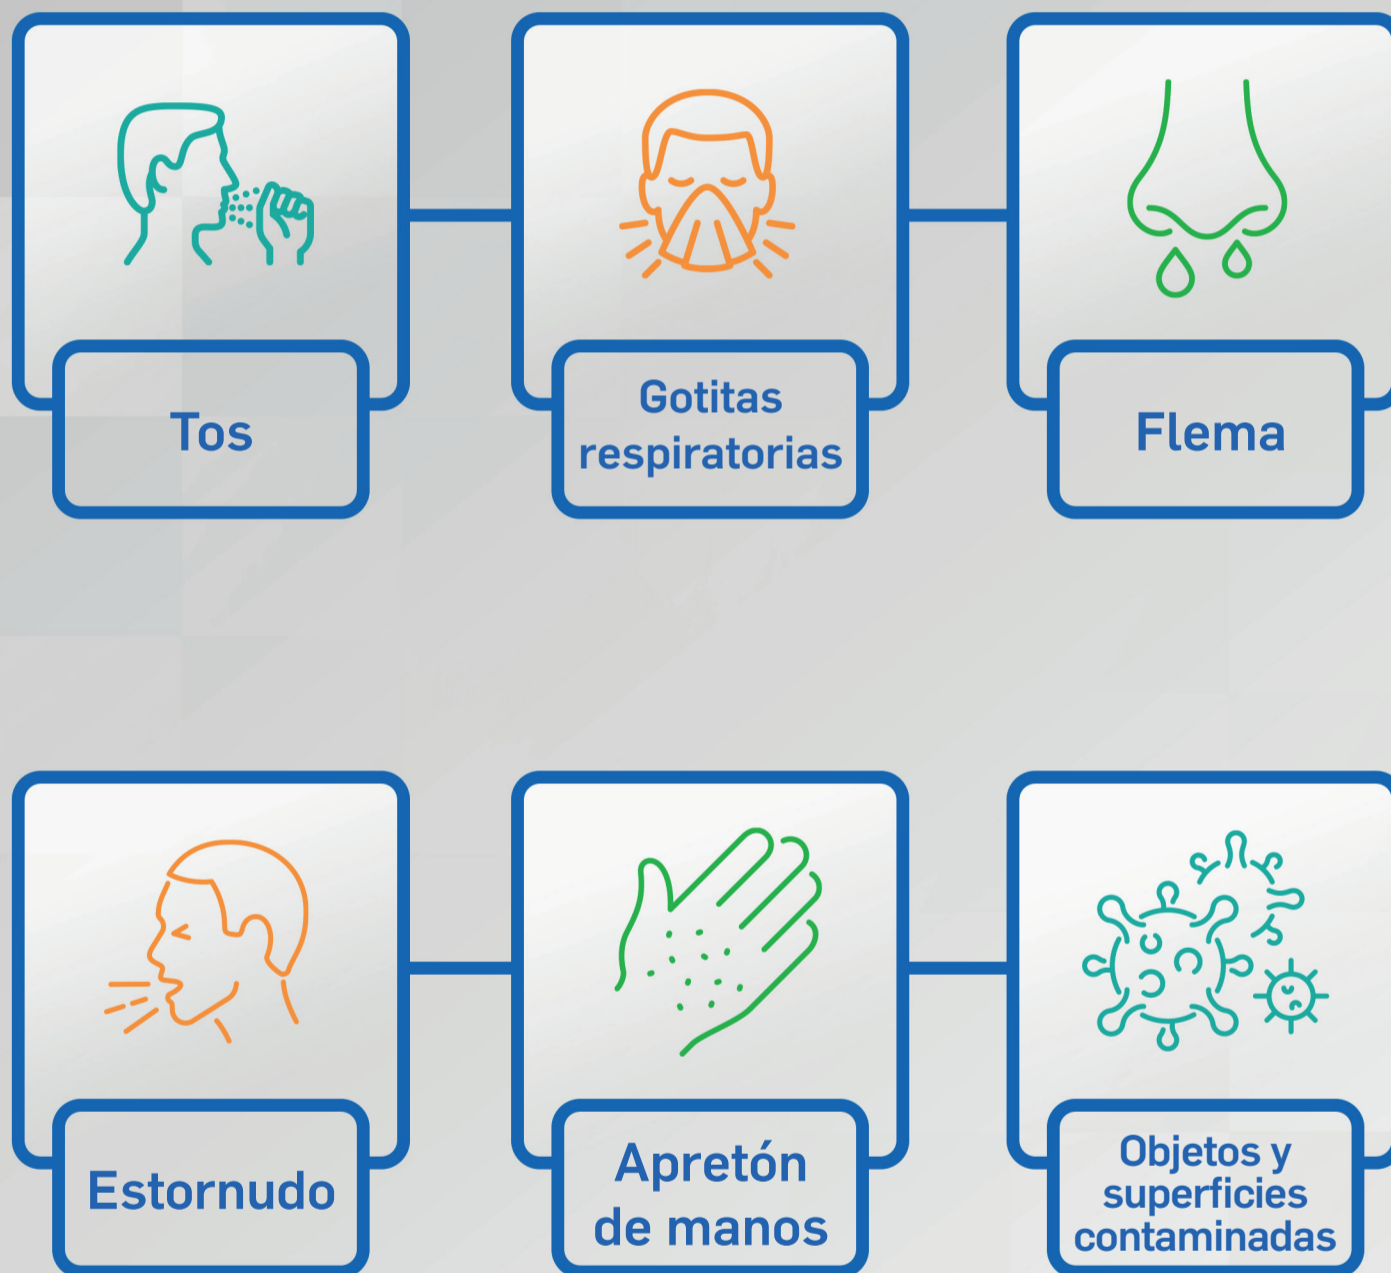 Tos
Gotitas
respiratorias
Flema
Estornudo
Apretón
de manos
Objetos y
superficies
contaminadas